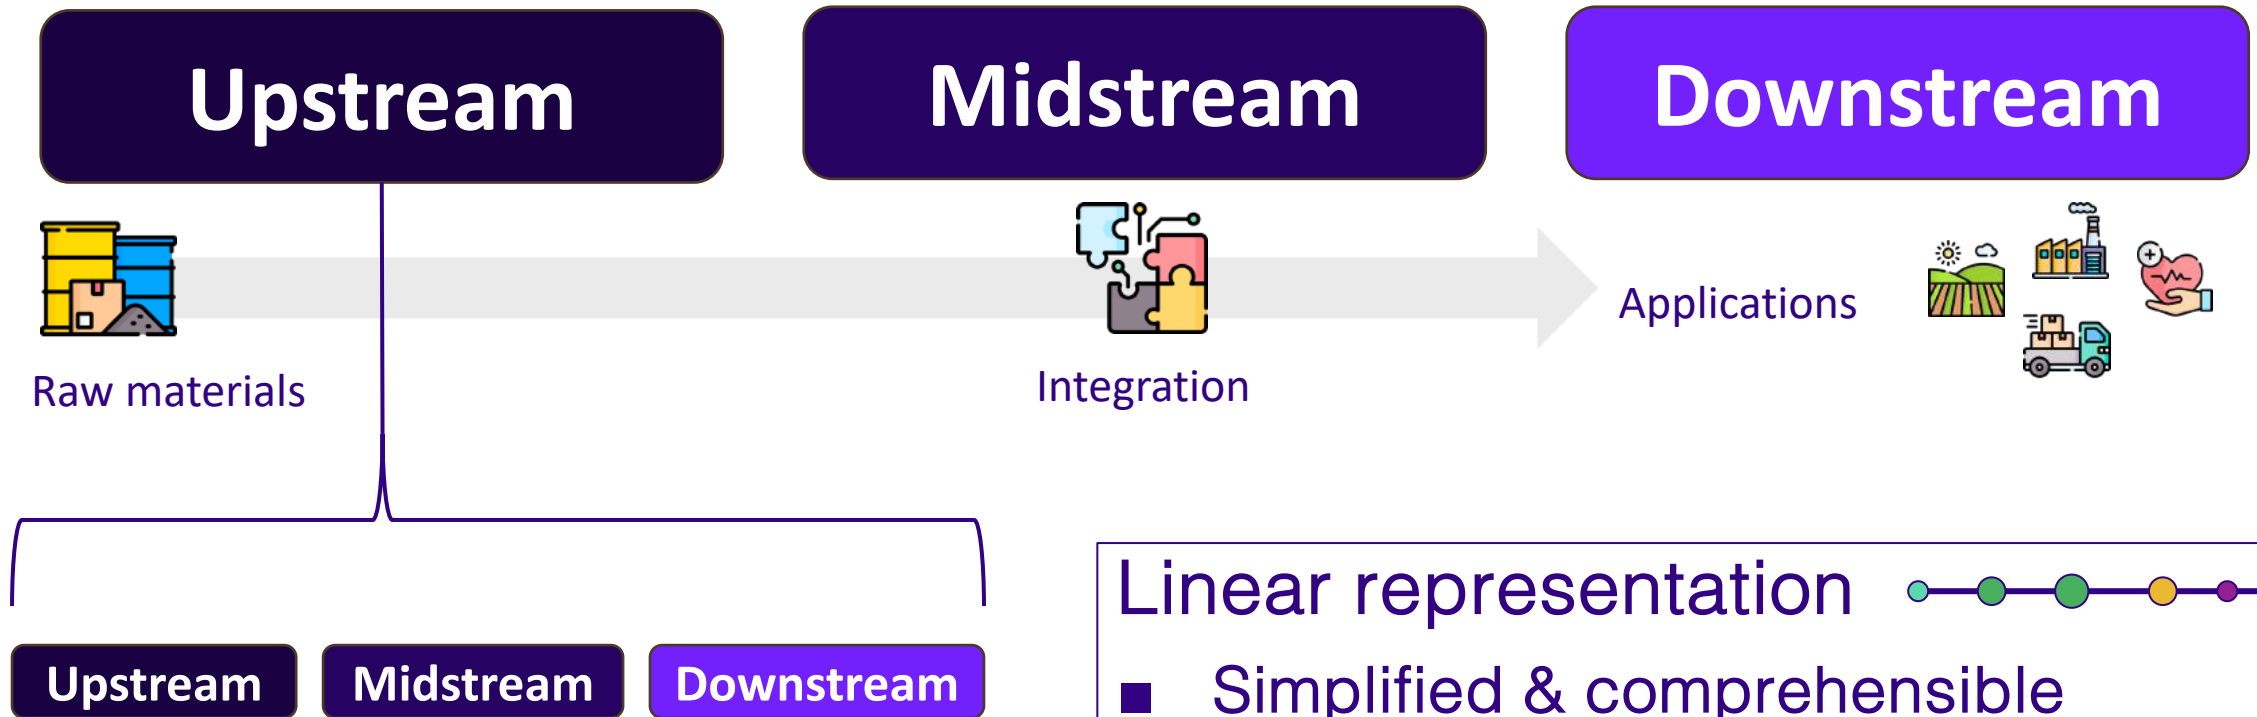 Upstream
Midstream
Downstream
Raw materials
Integration
Applications
Upstream
Midstream
Downstream
Linear representation
■ Simplified & comprehensible